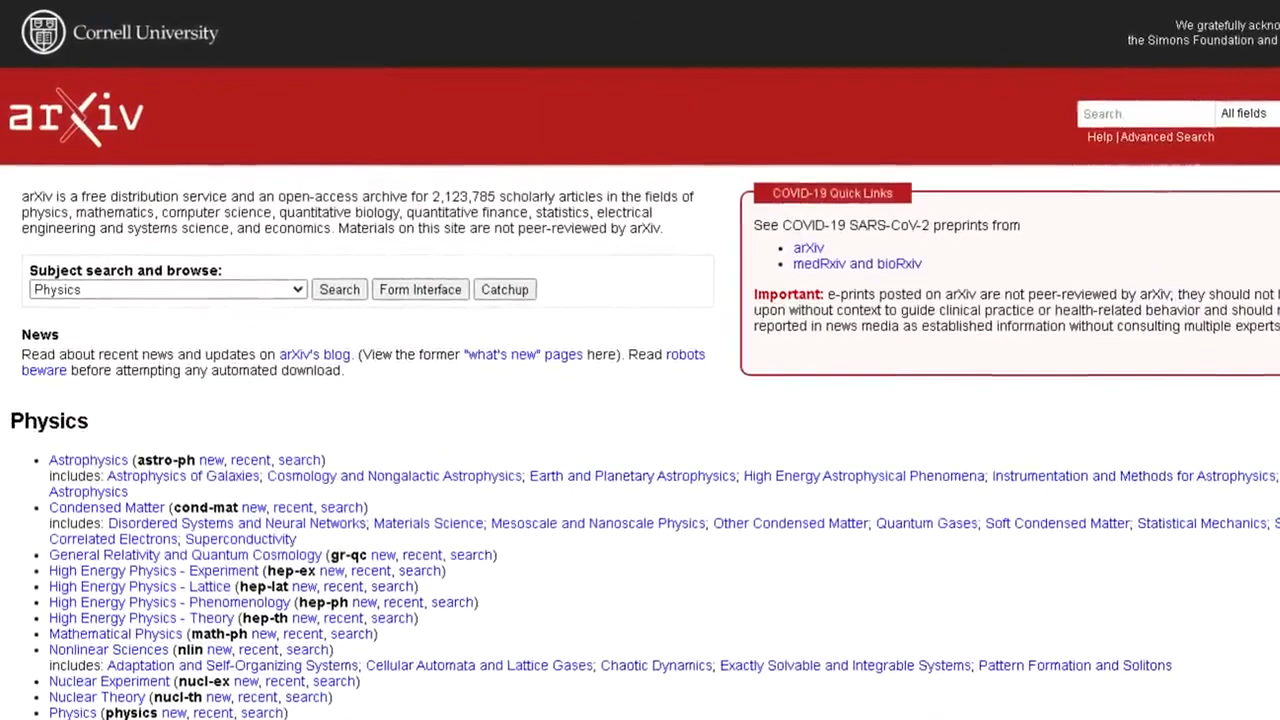 Cornell University
We gratefully ackno
the Simons Foundation and
arXiv
Search
All fields
Help | Advanced Search
arXiv is a free distribution service and an open-access archive for 2,123,785 scholarly articles in the fields of
physics, mathematics, computer science, quantitative biology, quantitative finance, statistics, electrical
engineering and systems science, and economics. Materials on this site are not peer-reviewed by arXiv.
Subject search and browse:
Physics Search Form Interface Catchup
News
Read about recent news and updates on arXiv's blog. (View the former "what's new" pages here). Read robots
beware before attempting any automated download.
COVID-19 Quick Links
See COVID-19 SARS-CoV-2 preprints from
• arXiv
• medRxiv and bioRxiv
Important: e-prints posted on arXiv are not peer-reviewed by arXiv; they should not
upon without context to guide clinical practice or health-related behavior and should
reported in news media as established information without consulting multiple experts
Physics
• Astrophysics (astro-ph new, recent, search)
includes: Astrophysics of Galaxies; Cosmology and Nongalactic Astrophysics; Earth and Planetary Astrophysics; High Energy Astrophysical Phenomena; Instrumentation and Methods for Astrophysics;
Astrophysics
• Condensed Matter (cond-mat new, recent, search)
includes: Disordered Systems and Neural Networks; Materials Science; Mesoscale and Nanoscale Physics; Other Condensed Matter; Quantum Gases; Soft Condensed Matter; Statistical Mechanics; S
Correlated Electrons; Superconductivity
• General Relativity and Quantum Cosmology (gr-qc new, recent, search)
• High Energy Physics - Experiment (hep-ex new, recent, search)
• High Energy Physics - Lattice (hep-lat new, recent, search)
• High Energy Physics - Phenomenology (hep-ph new, recent, search)
• High Energy Physics - Theory (hep-th new, recent, search)
• Mathematical Physics (math-ph new, recent, search)
• Nonlinear Sciences (nlin new, recent, search)
includes: Adaptation and Self-Organizing Systems; Cellular Automata and Lattice Gases; Chaotic Dynamics; Exactly Solvable and Integrable Systems; Pattern Formation and Solitons
• Nuclear Experiment (nucl-ex new, recent, search)
• Nuclear Theory (nucl-th new, recent, search)
• Physics (physics new, recent, search)